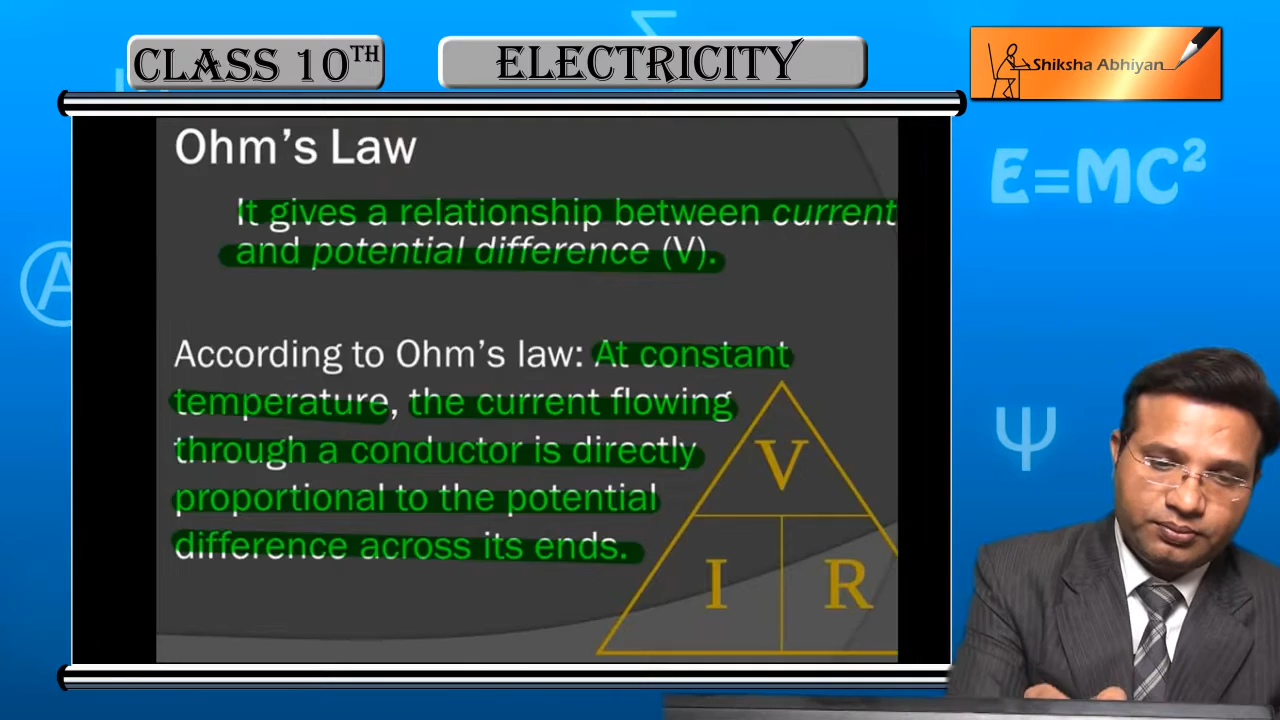 CLASS 10TH
ELECTRICITY
Shiksha Abhiyan
Ohm's Law
It gives a relationship between current
and potential difference (V).
According to Ohm's law: At constant
temperature, the current flowing
through a conductor is directly
proportional to the potential
difference across its ends.
V
I R
E=MC²
A
Ψ
Σ